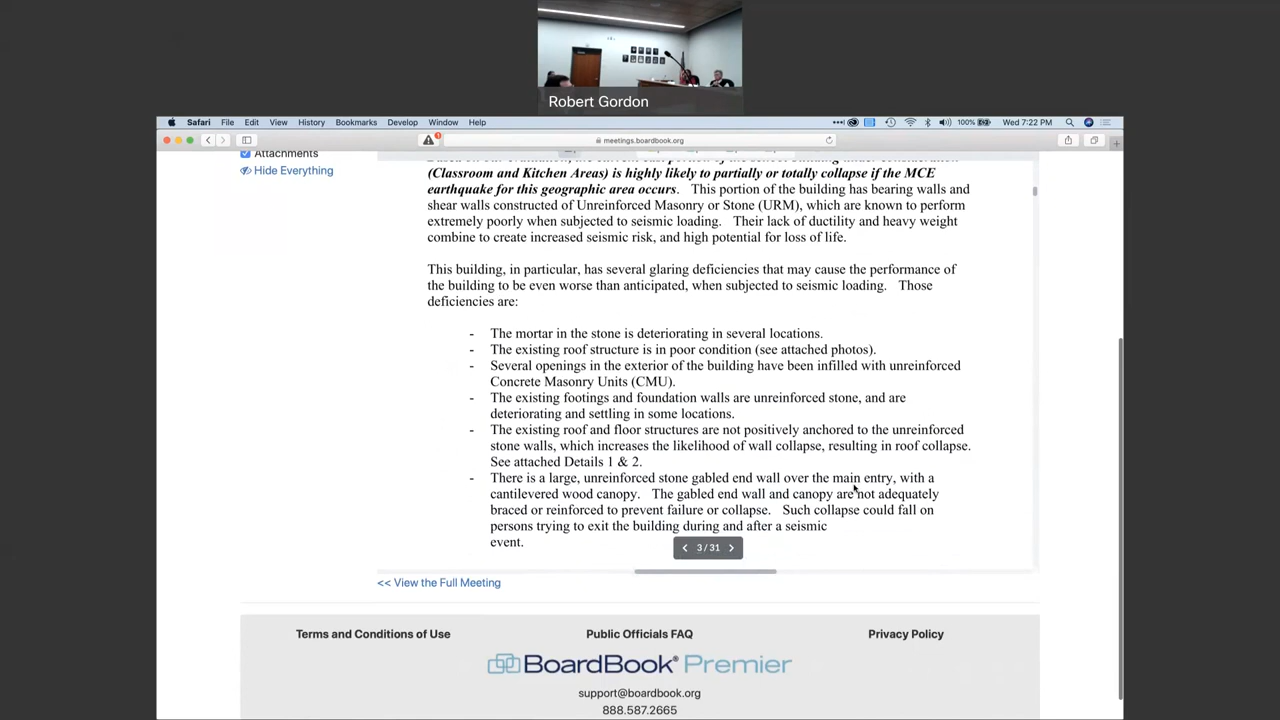 Robert Gordon
Safari File Edit View History Bookmarks Develop Window Help 100% Wed 7:22 PM
meetings.boardbook.org
Attachments
Hide Everything
(Classroom and Kitchen Areas) is highly likely to partially or totally collapse if the MCE
earthquake for this geographic area occurs. This portion of the building has bearing walls and
shear walls constructed of Unreinforced Masonry or Stone (URM), which are known to perform
extremely poorly when subjected to seismic loading. Their lack of ductility and heavy weight
combine to create increased seismic risk, and high potential for loss of life.
This building, in particular, has several glaring deficiencies that may cause the performance of
the building to be even worse than anticipated, when subjected to seismic loading. Those
deficiencies are:
- The mortar in the stone is deteriorating in several locations.
- The existing roof structure is in poor condition (see attached photos).
- Several openings in the exterior of the building have been infilled with unreinforced
Concrete Masonry Units (CMU).
- The existing footings and foundation walls are unreinforced stone, and are
deteriorating and settling in some locations.
- The existing roof and floor structures are not positively anchored to the unreinforced
stone walls, which increases the likelihood of wall collapse, resulting in roof collapse.
See attached Details 1 & 2.
- There is a large, unreinforced stone gabled end wall over the main entry, with a
cantilevered wood canopy. The gabled end wall and canopy are not adequately
braced or reinforced to prevent failure or collapse. Such collapse could fall on
persons trying to exit the building during and after a seismic
event.
3 / 31
<< View the Full Meeting
Terms and Conditions of Use Public Officials FAQ Privacy Policy
BoardBook® Premier
support@boardbook.org
888.587.2665